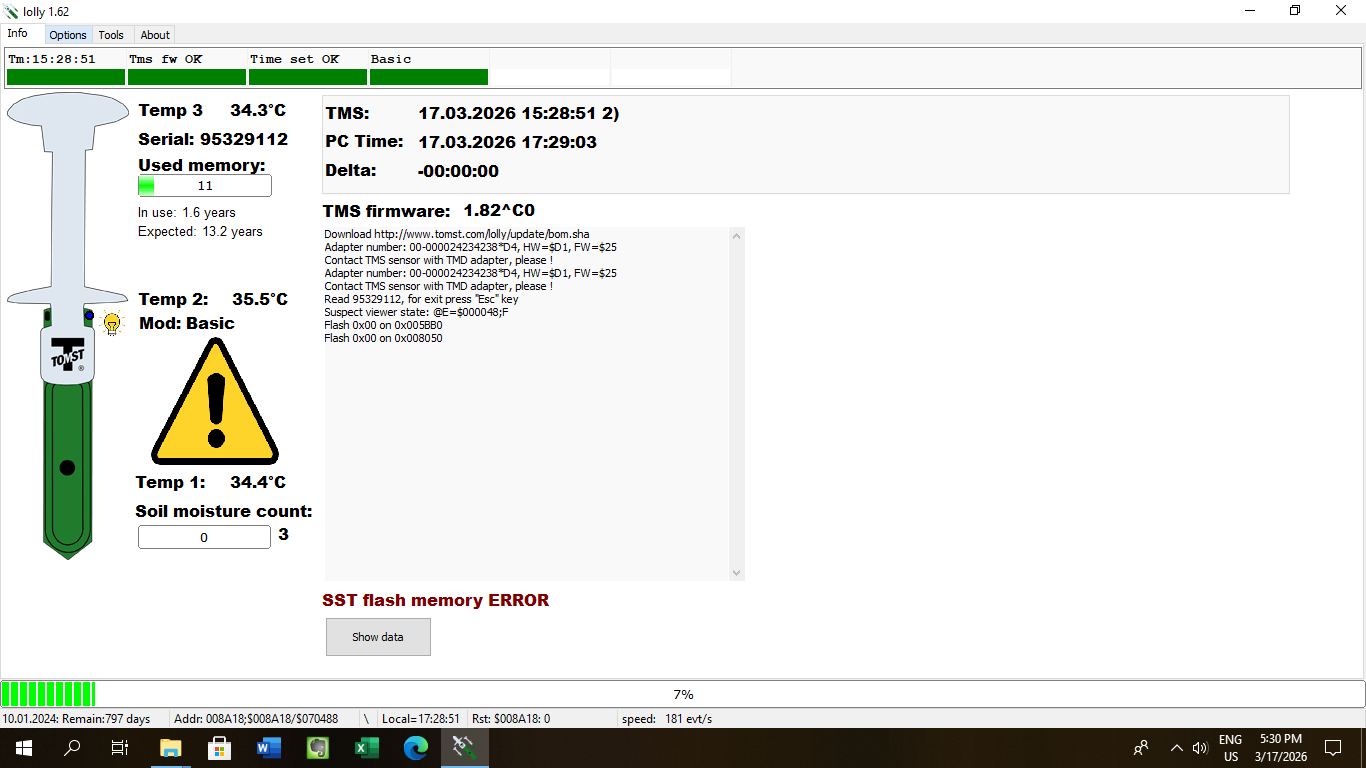 lolly 1.62
Info Options Tools About
Tm:15:28:51 Tms fw OK Time set OK Basic
Temp 3 34.3°C
Serial: 95329112
Used memory:
11
In use: 1.6 years
Expected: 13.2 years
Temp 2: 35.5°C
Mod: Basic
TOMST ®
Temp 1: 34.4°C
Soil moisture count:
0 3
TMS: 17.03.2026 15:28:51 2)
PC Time: 17.03.2026 17:29:03
Delta: -00:00:00
TMS firmware: 1.82^C0
Download http://www.tomst.com/lolly/update/bom.sha
Adapter number: 00-000024234238*D4, HW=$D1, FW=$25
Contact TMS sensor with TMD adapter, please !
Adapter number: 00-000024234238*D4, HW=$D1, FW=$25
Contact TMS sensor with TMD adapter, please !
Read 95329112, for exit press "Esc" key
Suspect viewer state: @E=$000048;F
Flash 0x00 on 0x005BB0
Flash 0x00 on 0x008050
SST flash memory ERROR
Show data
7%
10.01.2024: Remain:797 days Addr: 008A18;$008A18/$070488 \ Local=17:28:51 Rst: $008A18: 0 speed: 181 evt/s
ENG 5:30 PM
US 3/17/2026